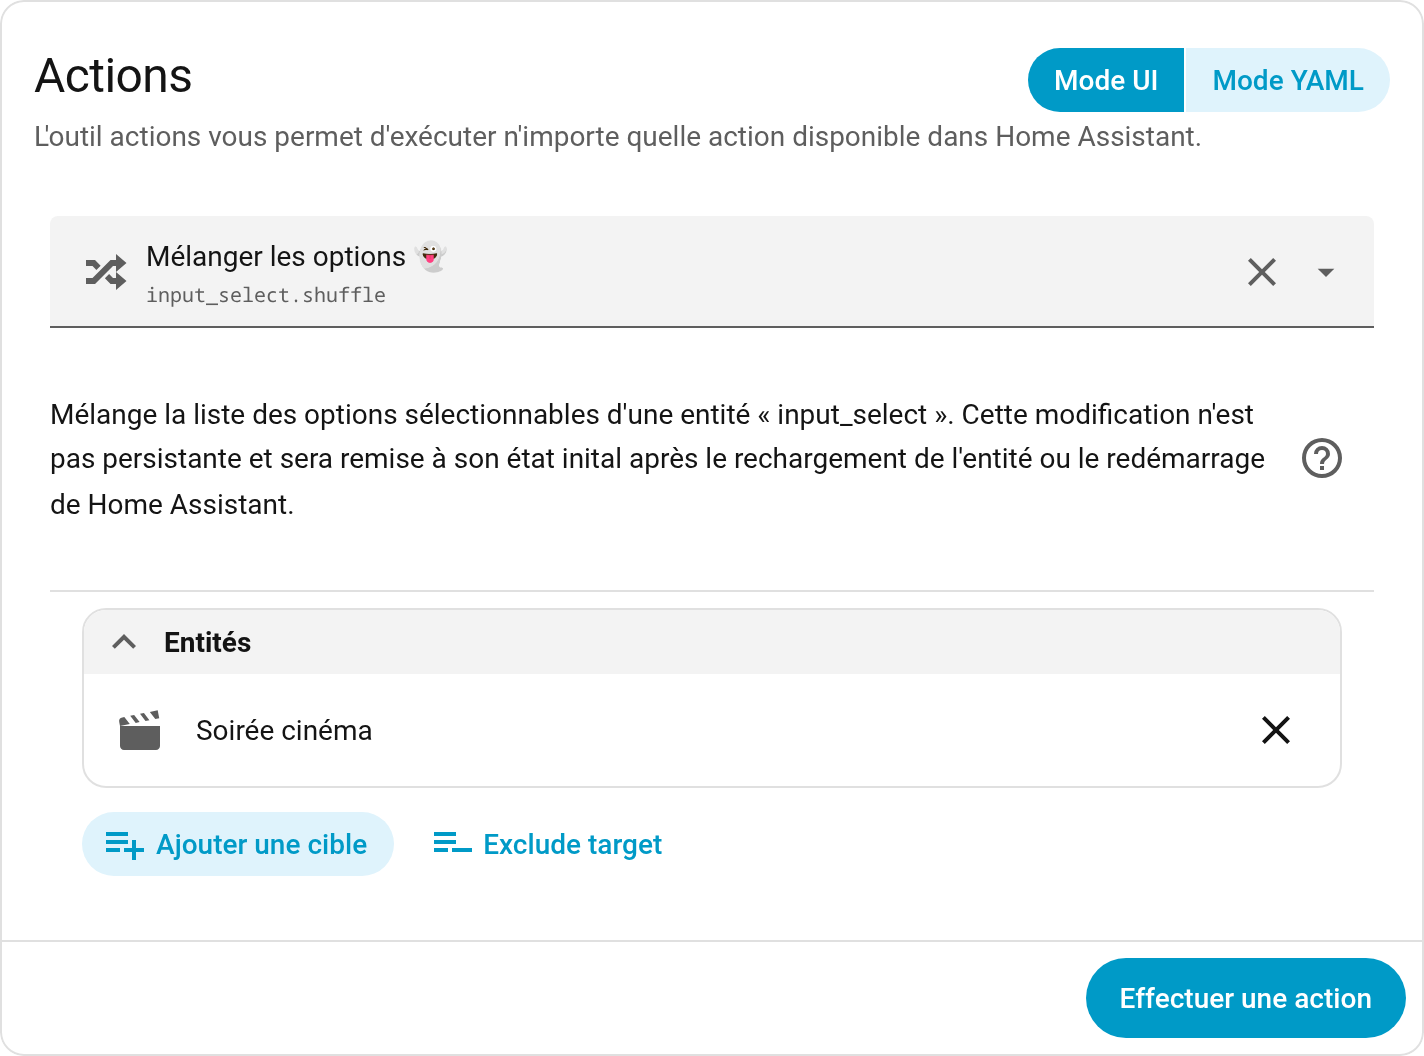 Actions
Mode UI
Mode YAML
L'outil actions vous permet d'exécuter n'importe quelle action disponible dans Home Assistant.
Mélanger les options 👻
input_select.shuffle
Mélange la liste des options sélectionnables d'une entité « input_select ». Cette modification n'est
pas persistante et sera remise à son état inital après le rechargement de l'entité ou le redémarrage
de Home Assistant.
Entités
Soirée cinéma
Ajouter une cible
Exclude target
Effectuer une action